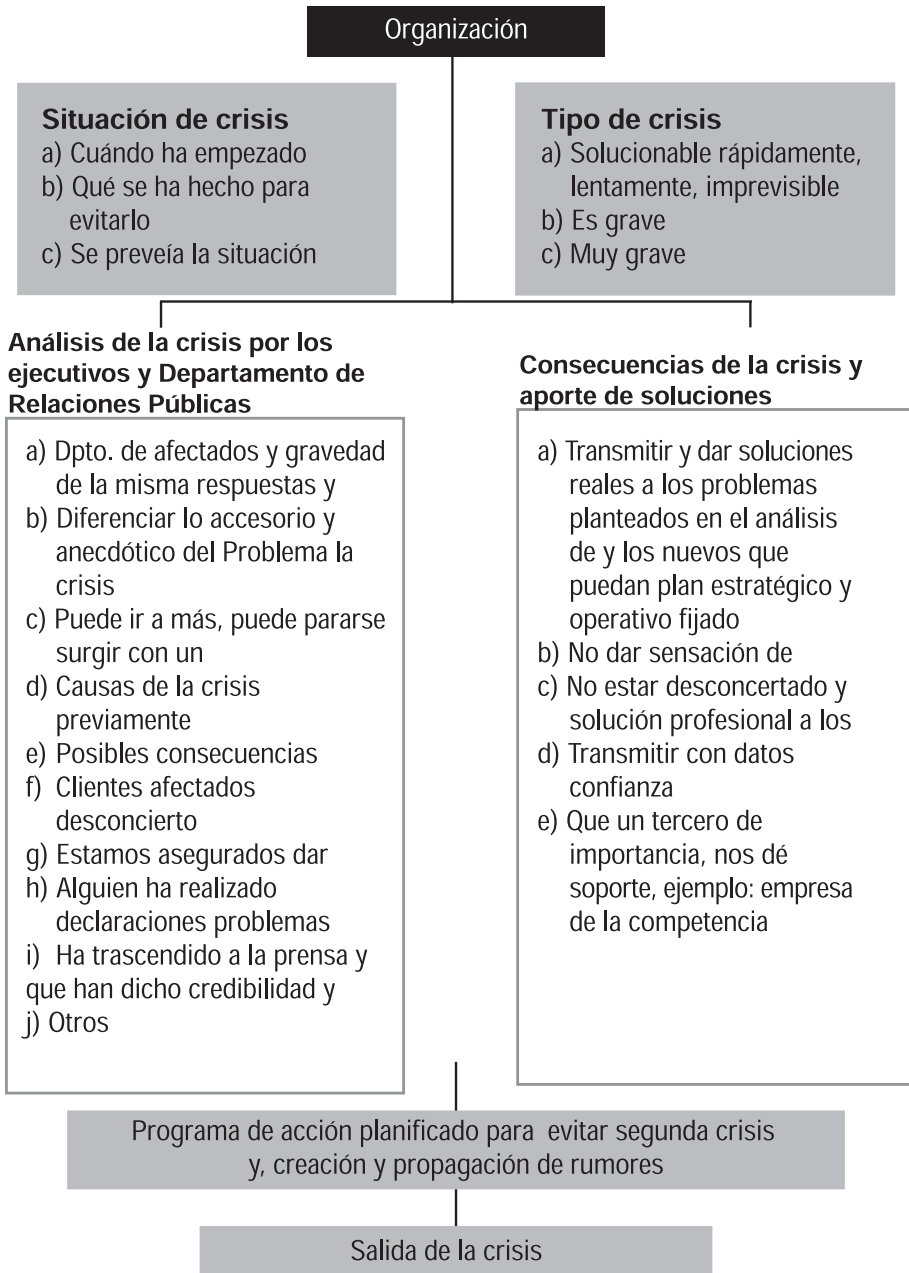 Organización
Situación de crisis
a) Cuándo ha empezado
b) Qué se ha hecho para
evitarlo
c) Se preveía la situación
Tipo de crisis
a) Solucionable rápidamente,
lentamente, imprevisible
b) Es grave
c) Muy grave
Análisis de la crisis por los
ejecutivos y Departamento de
Relaciones Públicas
a) Dpto. de afectados y gravedad
de la misma respuestas y
b) Diferenciar lo accesorio y
anecdótico del Problema la
crisis
c) Puede ir a más, puede pararse
surgir con un
d) Causas de la crisis
previamente
e) Posibles consecuencias
f) Clientes afectados
desconcierto
g) Estamos asegurados dar
h) Alguien ha realizado
declaraciones problemas
i) Ha trascendido a la prensa y
que han dicho credibilidad y
j) Otros
Consecuencias de la crisis y
aporte de soluciones
a) Transmitir y dar soluciones
reales a los problemas
planteados en el análisis
de y los nuevos que
puedan plan estratégico y
operativo fijado
b) No dar sensación de
c) No estar desconcertado y
solución profesional a los
d) Transmitir con datos
confianza
e) Que un tercero de
importancia, nos dé
soporte, ejemplo: empresa
de la competencia
Programa de acción planificado para evitar segunda crisis
y, creación y propagación de rumores
Salida de la crisis